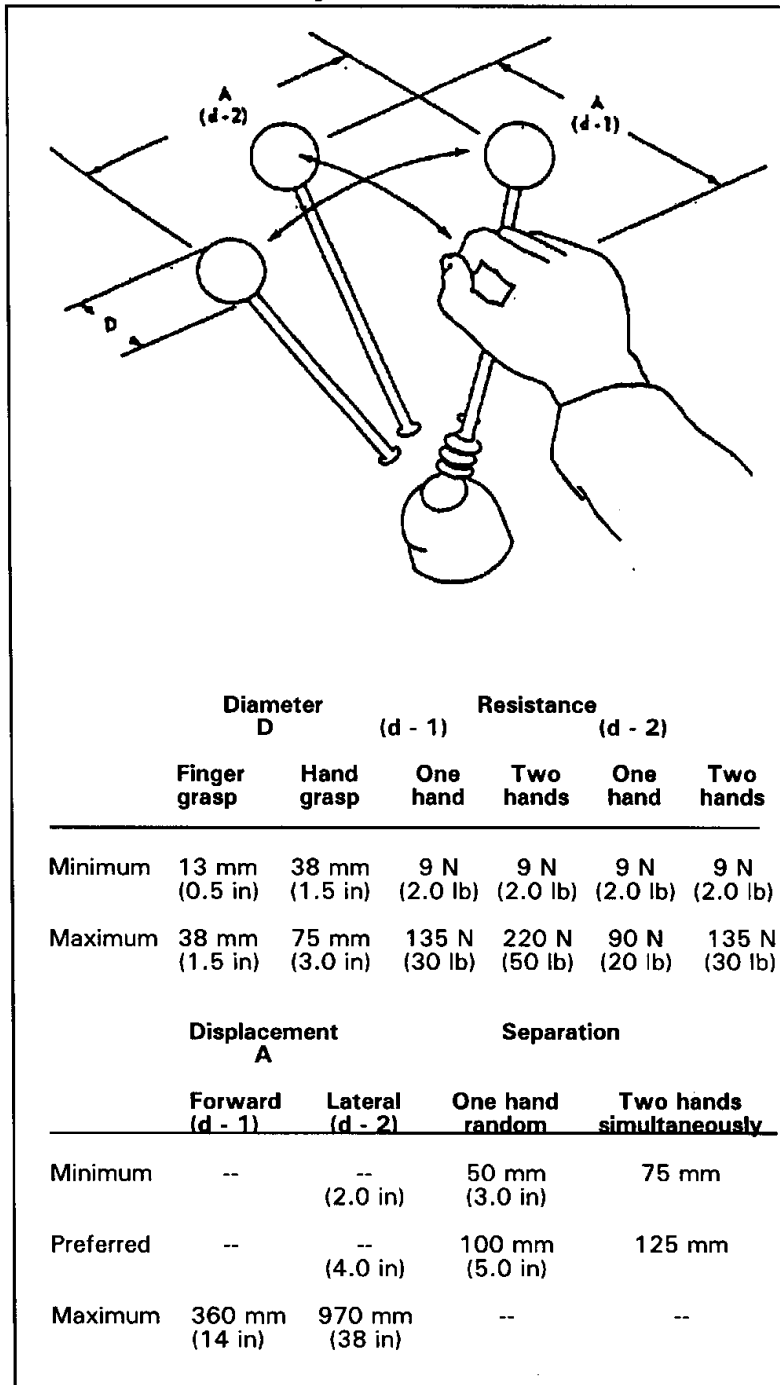 A
(d-2)
A
(d-1)
D
Diameter Resistance
D (d - 1) (d - 2)
Finger Hand One Two One Two
grasp grasp hand hands hand hands
Minimum 13 mm 38 mm 9 N 9 N 9 N 9 N
(0.5 in) (1.5 in) (2.0 lb) (2.0 lb) (2.0 lb) (2.0 lb)
Maximum 38 mm 75 mm 135 N 220 N 90 N 135 N
(1.5 in) (3.0 in) (30 lb) (50 lb) (20 lb) (30 lb)
Displacement Separation
A
Forward Lateral One hand Two hands
(d - 1) (d - 2) random simultaneously
Minimum -- -- 50 mm 75 mm
(2.0 in) (3.0 in)
Preferred -- -- 100 mm 125 mm
(4.0 in) (5.0 in)
Maximum 360 mm 970 mm -- --
(14 in) (38 in)